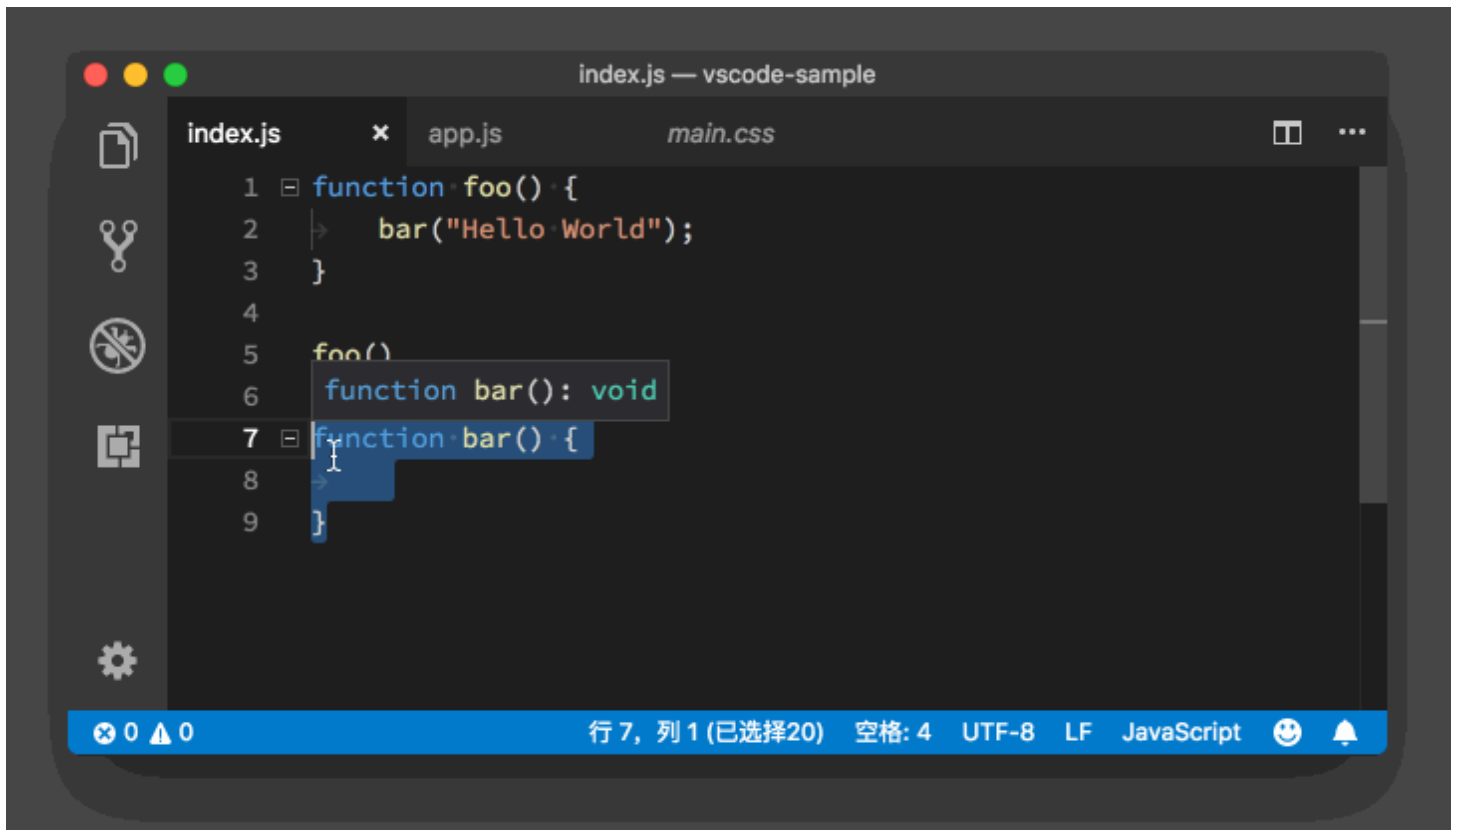 index.js — vscode-sample
index.js × app.js main.css
1 function foo() {
2 bar("Hello World");
3 }
4
5 foo()
6 function bar(): void
7 function bar() {
8
9 }
0 0 行 7，列 1 (已选择20) 空格: 4 UTF-8 LF JavaScript